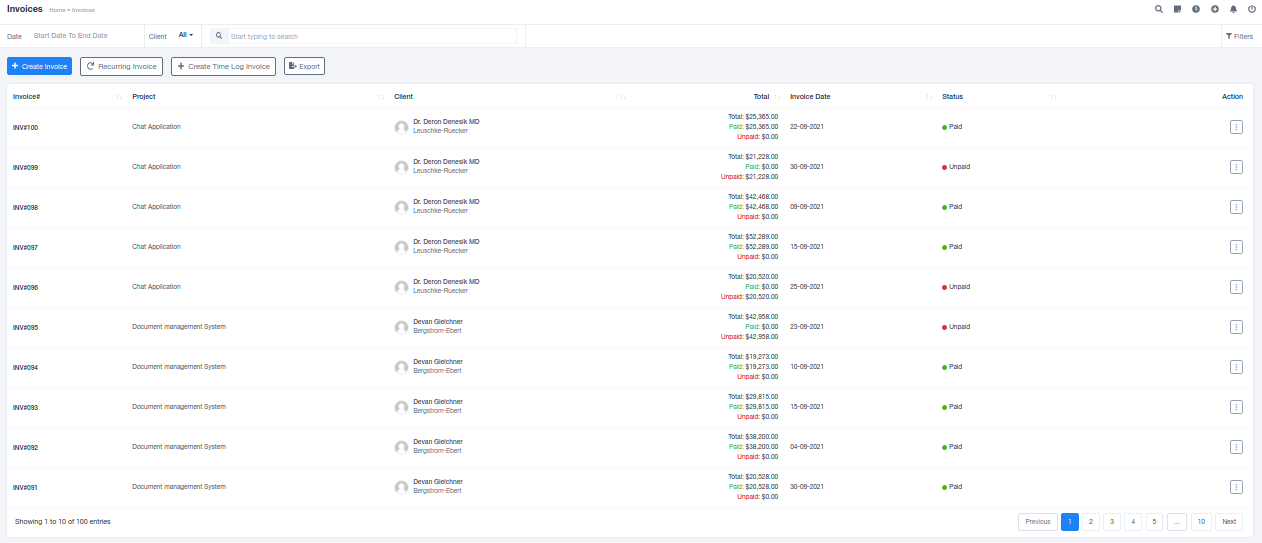 Invoices Home • Invoices
Date Start Date To End Date Client All Start typing to search Filters
Create Invoice Recurring Invoice Create Time Log Invoice Export
Invoice# Project Client Total Invoice Date Status Action
INV#100 Chat Application Dr. Deron Denesik MD Leuschke-Ruecker Total: $25,365.00 22-09-2021 Paid
Paid: $25,365.00
Unpaid: $0.00
INV#099 Chat Application Dr. Deron Denesik MD Leuschke-Ruecker Total: $21,228.00 30-09-2021 Unpaid
Paid: $0.00
Unpaid: $21,228.00
INV#098 Chat Application Dr. Deron Denesik MD Leuschke-Ruecker Total: $42,468.00 09-09-2021 Paid
Paid: $42,468.00
Unpaid: $0.00
INV#097 Chat Application Dr. Deron Denesik MD Leuschke-Ruecker Total: $52,289.00 15-09-2021 Paid
Paid: $52,289.00
Unpaid: $0.00
INV#096 Chat Application Dr. Deron Denesik MD Leuschke-Ruecker Total: $20,520.00 25-09-2021 Unpaid
Paid: $0.00
Unpaid: $20,520.00
INV#095 Document management System Devan Gleichner Bergstrom-Ebert Total: $42,958.00 23-09-2021 Unpaid
Paid: $0.00
Unpaid: $42,958.00
INV#094 Document management System Devan Gleichner Bergstrom-Ebert Total: $19,273.00 10-09-2021 Paid
Paid: $19,273.00
Unpaid: $0.00
INV#093 Document management System Devan Gleichner Bergstrom-Ebert Total: $29,815.00 15-09-2021 Paid
Paid: $29,815.00
Unpaid: $0.00
INV#092 Document management System Devan Gleichner Bergstrom-Ebert Total: $38,200.00 04-09-2021 Paid
Paid: $38,200.00
Unpaid: $0.00
INV#091 Document management System Devan Gleichner Bergstrom-Ebert Total: $20,528.00 30-09-2021 Paid
Paid: $20,528.00
Unpaid: $0.00
Showing 1 to 10 of 100 entries Previous 1 2 3 4 5 ... 10 Next